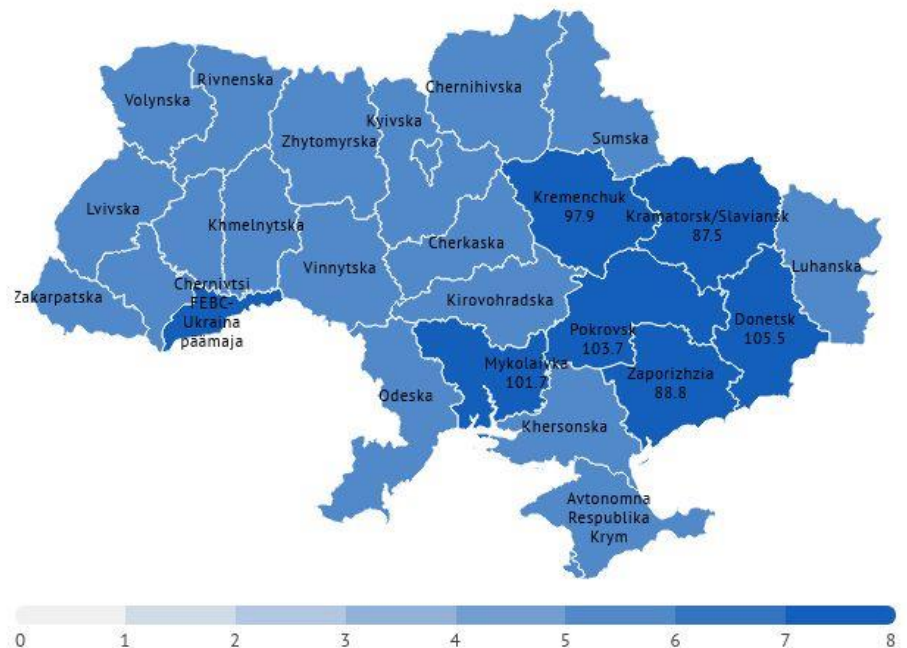 Volynska
Rivnenska
Zhytomyrska
Kyivska
Chernihivska
Sumska
Lvivska
Khmelnytska
Vinnytska
Cherkaska
Kremenchuk
97.9
Kramatorsk/Slaviansk
87.5
Luhanska
Zakarpatska
Chernivtsi
FEBC-
Ukraina
päämaja
Kirovohradska
Pokrovsk
103.7
Donetsk
105.5
Mykolaivka
101.7
Zaporizhzia
88.8
Odeska
Khersonska
Avtonomna
Respublika
Krym
0 1 2 3 4 5 6 7 8